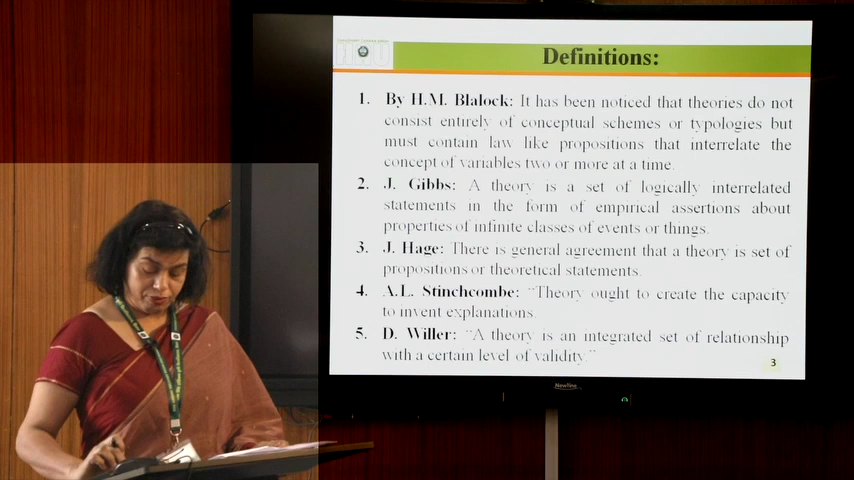 Definitions:
1. By H.M. Blalock: It has been noticed that theories do not
consist entirely of conceptual schemes or typologies but
must contain law like propositions that interrelate the
concept of variables two or more at a time.
2. J. Gibbs: A theory is a set of logically interrelated
statements in the form of empirical assertions about
properties of infinite classes of events or things.
3. J. Hage: There is general agreement that a theory is set of
propositions or theoretical statements.
4. A.L. Stinchcombe: "Theory ought to create the capacity
to invent explanations.
5. D. Willer: "A theory is an integrated set of relationship
with a certain level of validity."
3
Newline